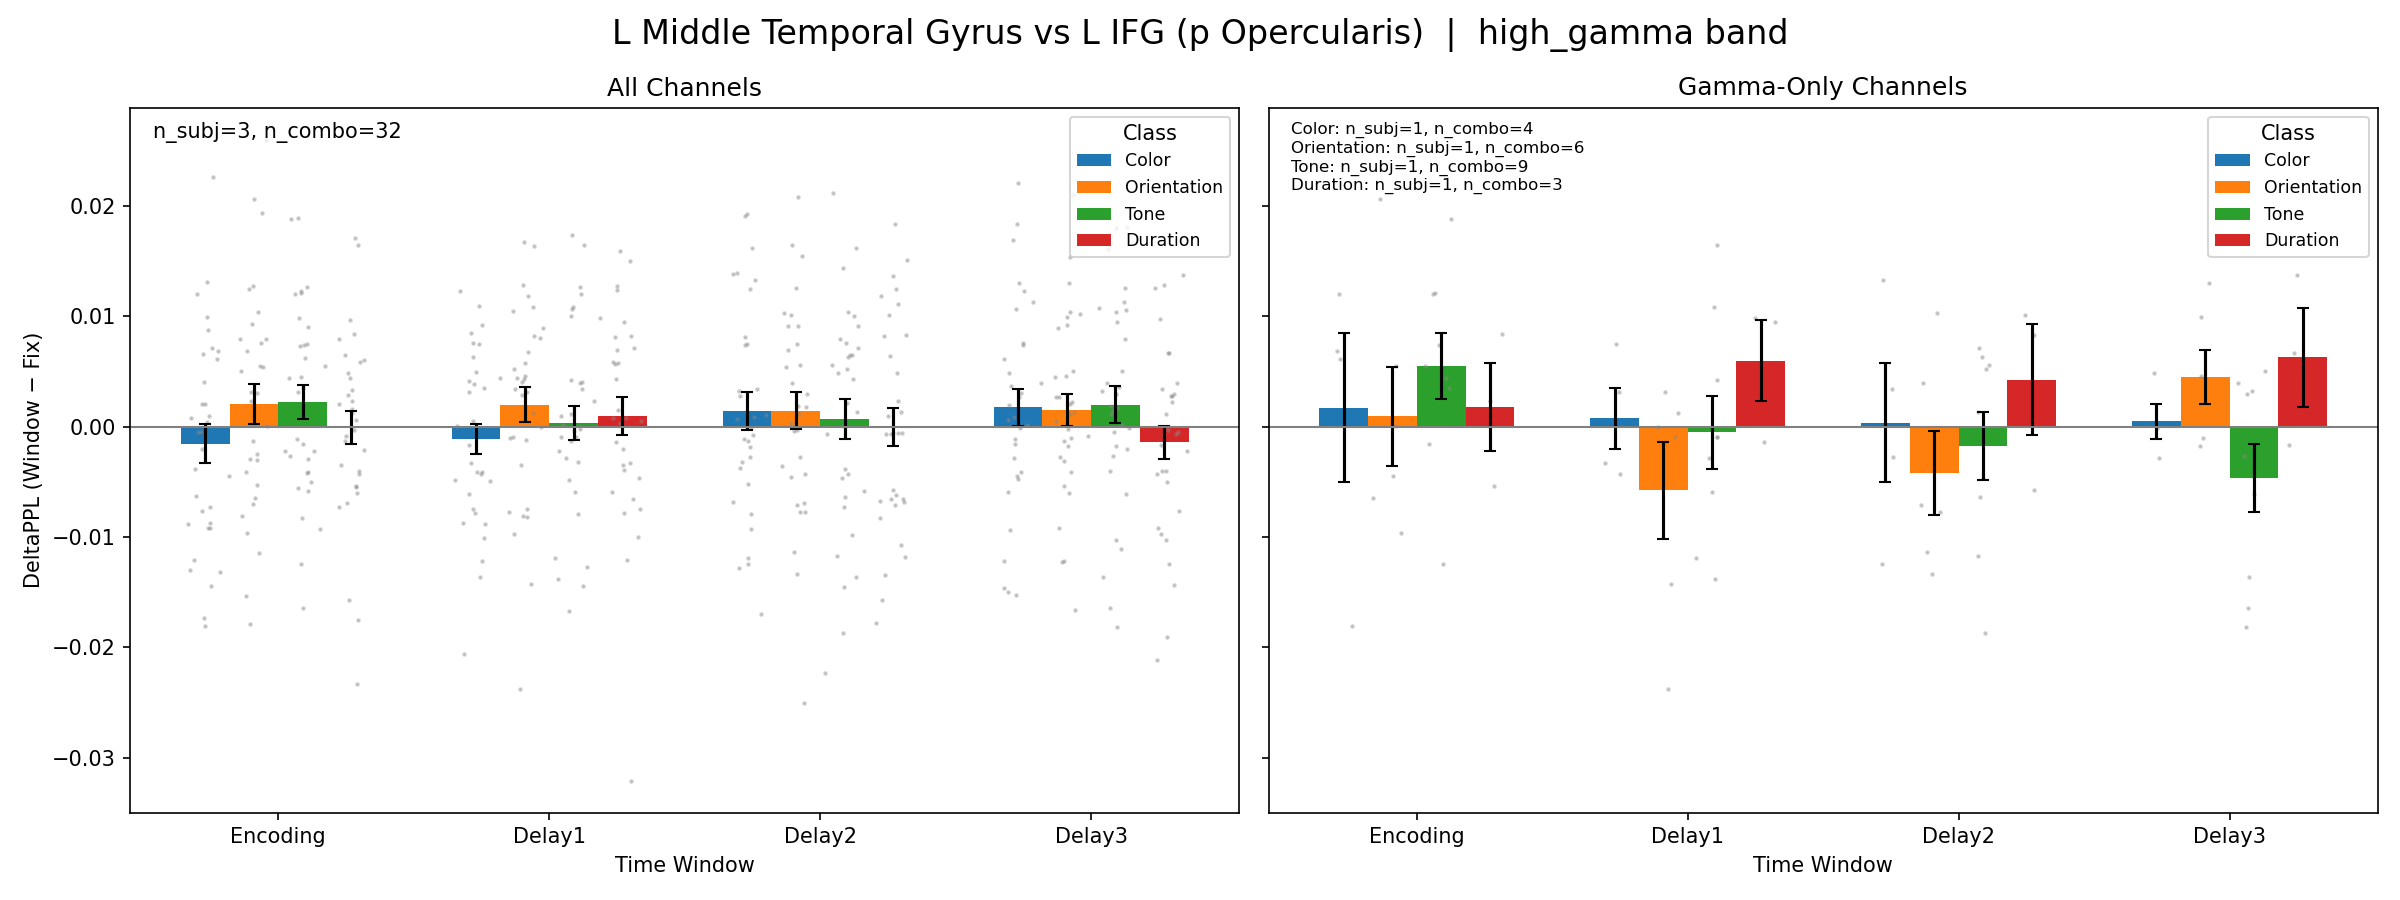 L Middle Temporal Gyrus vs L IFG (p Opercularis)  |  high_gamma band
All Channels
n_subj=3, n_combo=32
Class
Color
Orientation
Tone
Duration
DeltaPPL (Window − Fix)
0.02
0.01
0.00
−0.01
−0.02
−0.03
Encoding
Delay1
Delay2
Delay3
Time Window
Gamma-Only Channels
Color: n_subj=1, n_combo=4
Orientation: n_subj=1, n_combo=6
Tone: n_subj=1, n_combo=9
Duration: n_subj=1, n_combo=3
Class
Color
Orientation
Tone
Duration
Encoding
Delay1
Delay2
Delay3
Time Window